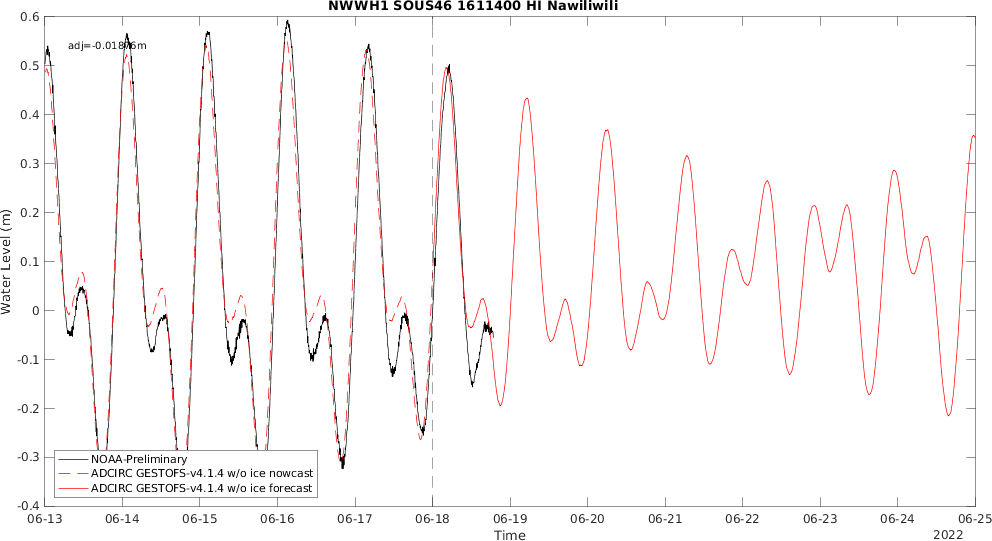 NWWH1 SOUS46 1611400 HI Nawiliwili
0.6
0.5
0.4
0.3
0.2
0.1
0
-0.1
-0.2
-0.3
-0.4
Water Level (m)
NOAA-Preliminary
ADCIRC GESTOFS-v4.1.4 w/o ice nowcast
ADCIRC GESTOFS-v4.1.4 w/o ice forecast
06-13 06-14 06-15 06-16 06-17 06-18 06-19 06-20 06-21 06-22 06-23 06-24 06-25
Time
2022